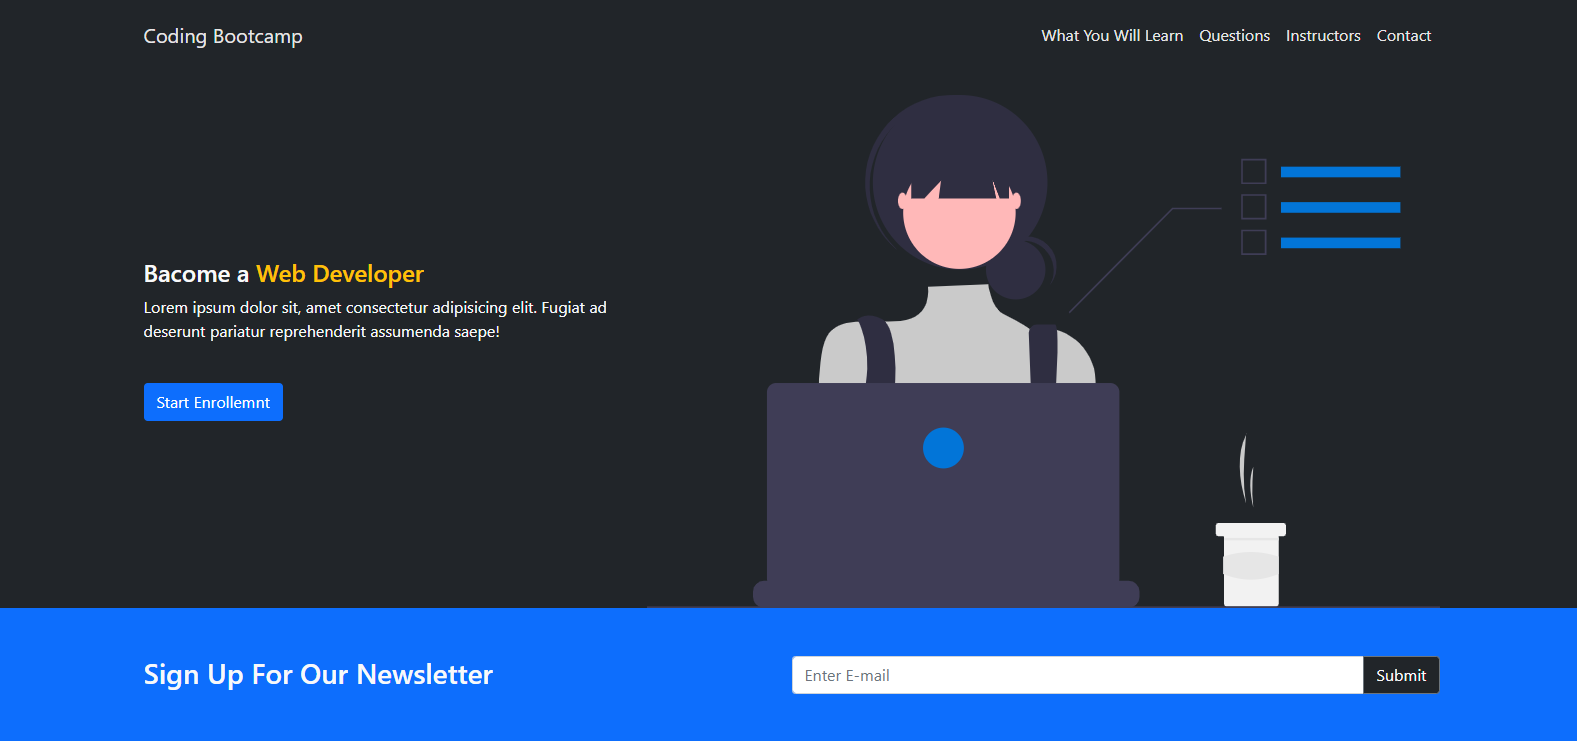 Coding Bootcamp
What You Will Learn Questions Instructors Contact
Bacome a Web Developer
Lorem ipsum dolor sit, amet consectetur adipisicing elit. Fugiat ad
deserunt pariatur reprehenderit assumenda saepe!
Start Enrollemnt
Sign Up For Our Newsletter
Enter E-mail
Submit